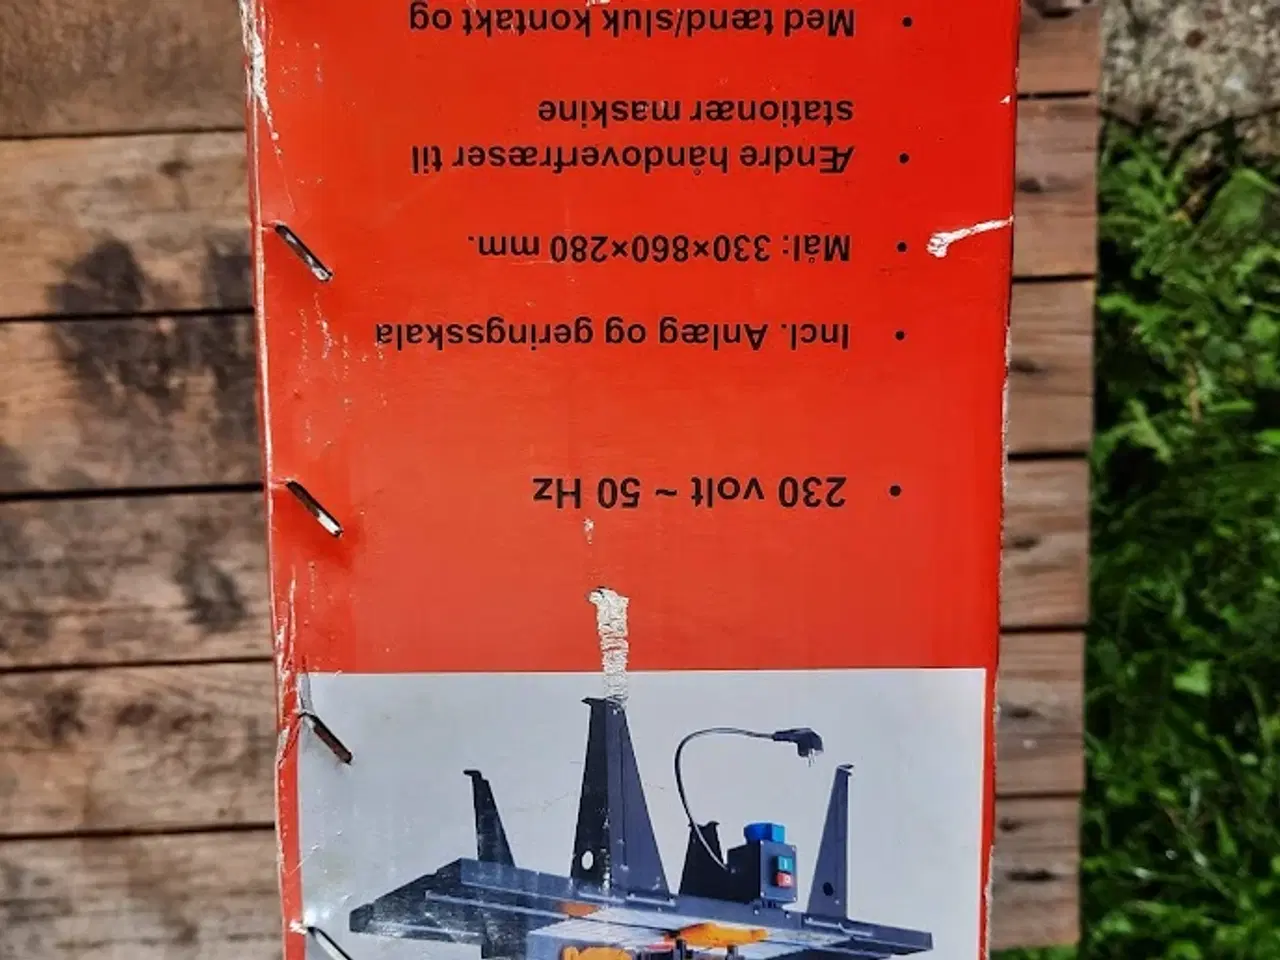 • 230 volt ~ 50 Hz
• Incl. Anlæg og geringsskala
• Mål: 330×860×280 mm.
• Ændre håndoverfræser til
stationær maskine
• Med tænd/sluk kontakt og